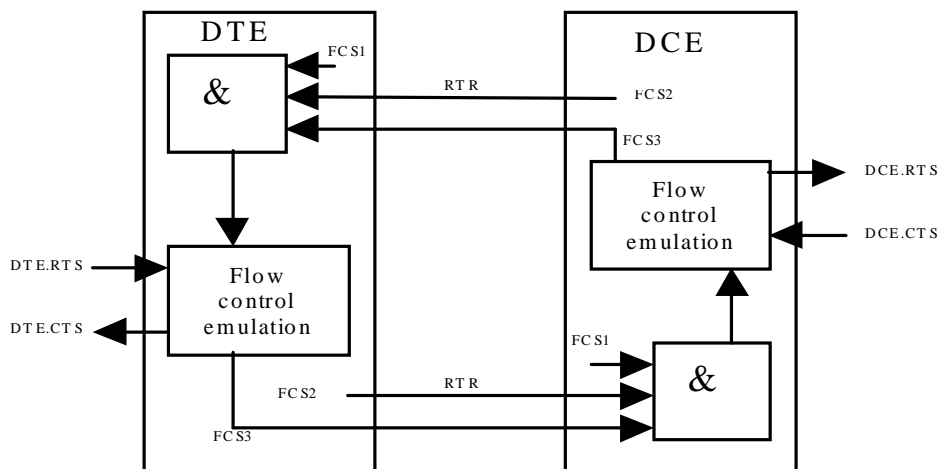 DTE
DCE
FCS1
&
RTR
FCS2
FCS3
DCE.RTS
Flow
control
emulation
DCE.CTS
DTE.RTS
Flow
control
emulation
DTE.CTS
FCS1
&
FCS2
RTR
FCS3